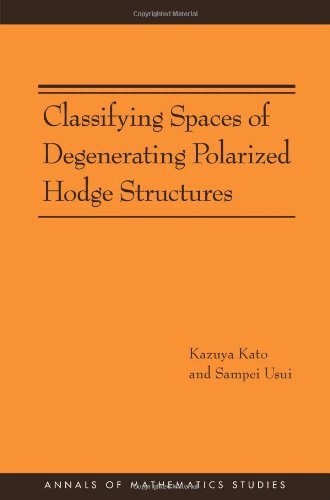 Classifying Spaces of
Degenerating Polarized
Hodge Structures
Kazuya Kato
and Sampei Usui
ANNALS OF MATHEMATICS STUDIES